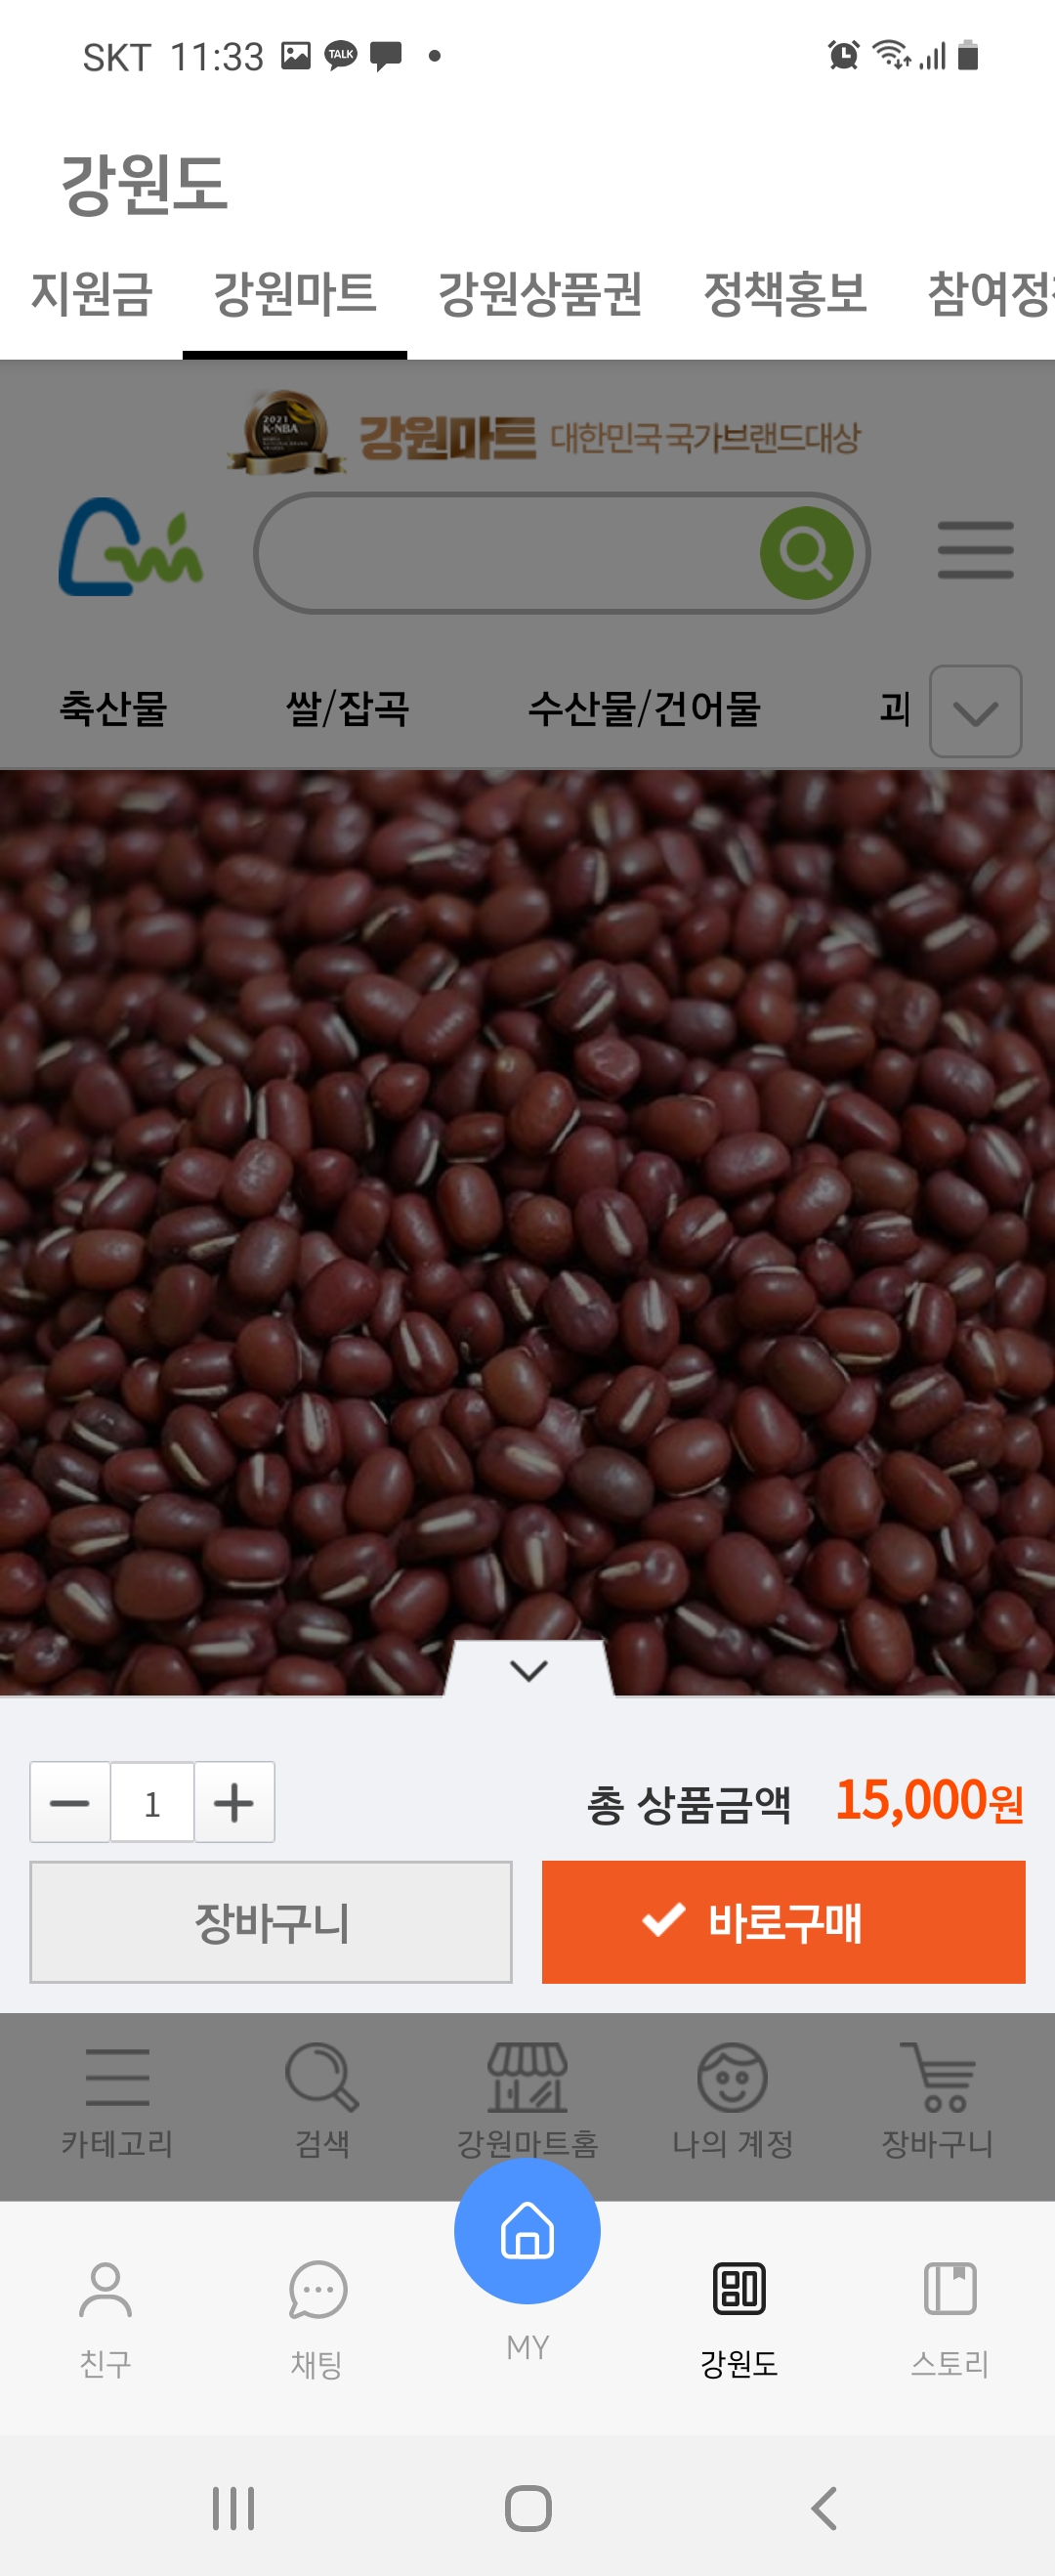 SKT 11:33 TALK
강원도
지원금 강원마트 강원상품권 정책홍보 참여정
2021
K-NBA
강원마트 대한민국 국가브랜드대상
축산물 쌀/잡곡 수산물/건어물
1 총 상품금액 15,000원
장바구니 바로구매
카테고리 검색 강원마트홈 나의 계정 장바구니
친구 채팅 MY 강원도 스토리